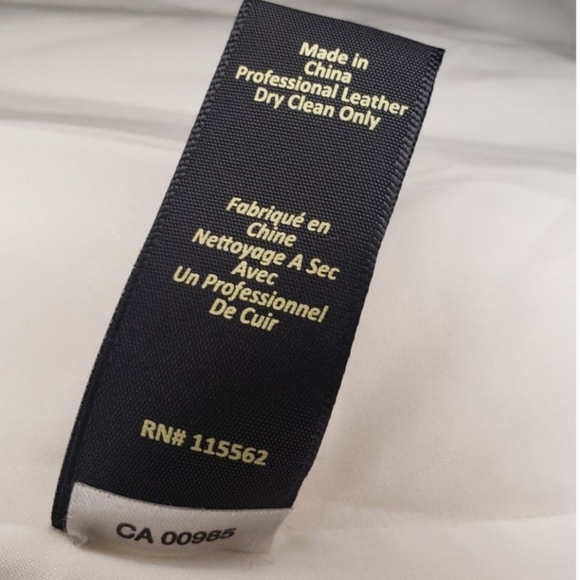 Made in
China
Professional Leather
Dry Clean Only
Fabriqué en
Chine
Nettoyage A Sec
Avec
Un Professionnel
De Cuir
RN# 115562
CA 00985